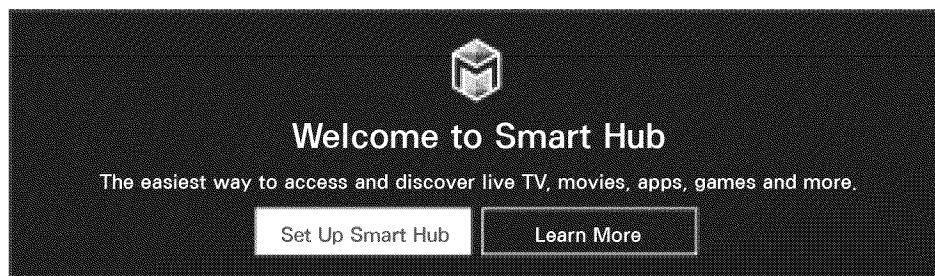 Welcome to Smart Hub
The easiest way to access and discover live TV, movies, apps, games and more.
Set Up Smart Hub
Learn More